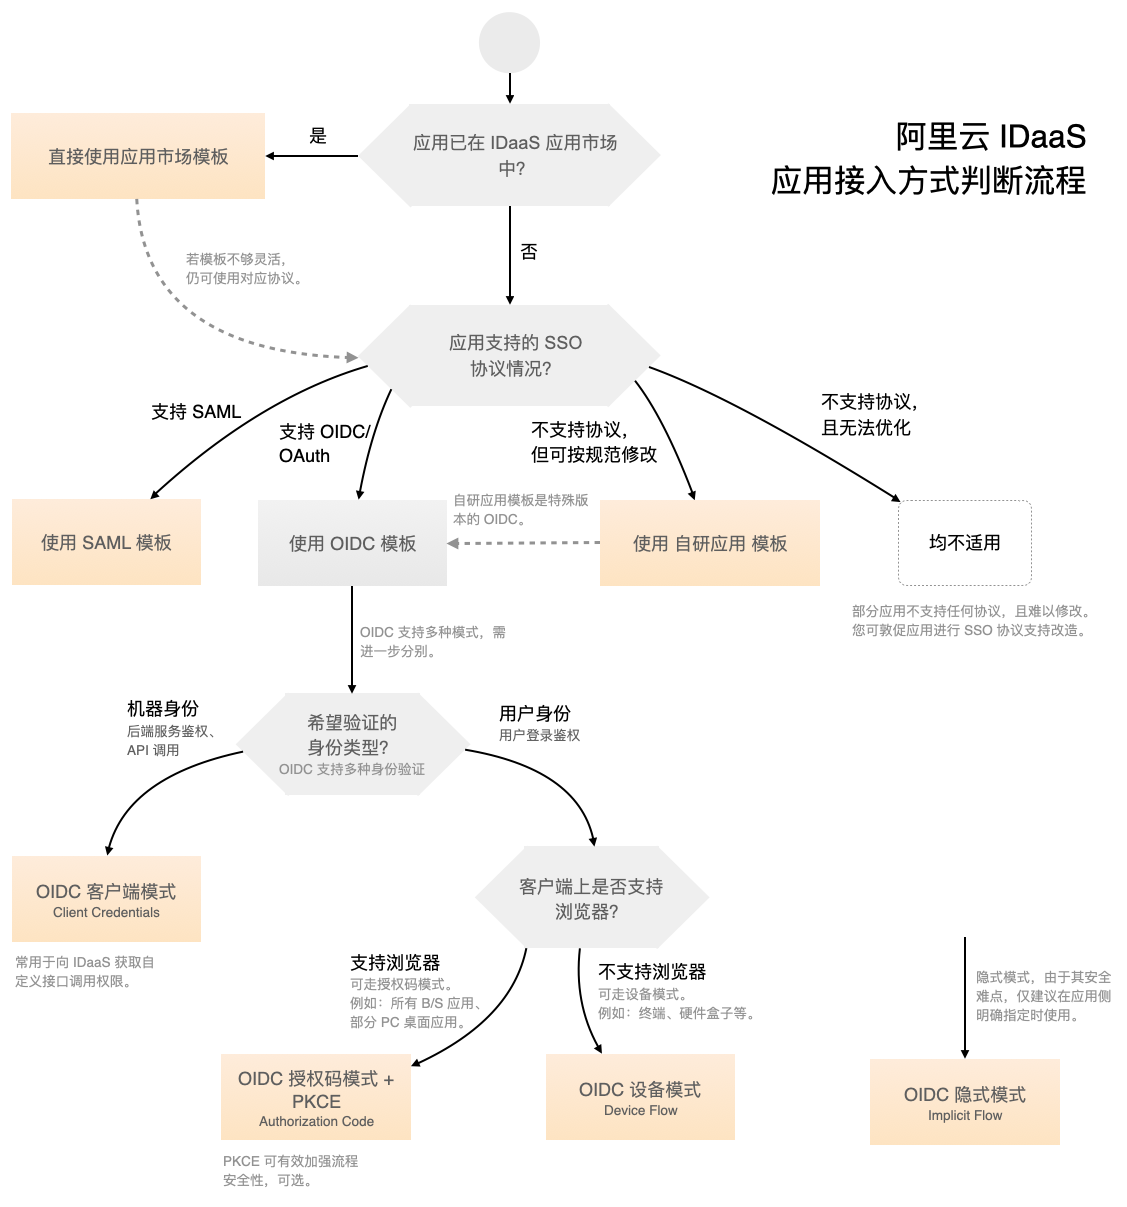 阿里云 IDaaS
应用接入方式判断流程
应用已在 IDaaS 应用市场
中?
是
直接使用应用市场模板
否
若模板不够灵活，
仍可使用对应协议。
应用支持的 SSO
协议情况?
支持 SAML
支持 OIDC/
OAuth
不支持协议，
但可按规范修改
不支持协议，
且无法优化
使用 SAML 模板
使用 OIDC 模板
自研应用模板是特殊版
本的 OIDC。
使用 自研应用 模板
均不适用
部分应用不支持任何协议，且难以修改。
您可敦促应用进行 SSO 协议支持改造。
OIDC 支持多种模式，需
进一步分别。
机器身份
后端服务鉴权、
API 调用
希望验证的
身份类型?
OIDC 支持多种身份验证
用户身份
用户登录鉴权
OIDC 客户端模式
Client Credentials
常用于向 IDaaS 获取自
定义接口调用权限。
客户端上是否支持
浏览器?
支持浏览器
可走授权码模式。
例如：所有 B/S 应用、
部分 PC 桌面应用。
不支持浏览器
可走设备模式。
例如：终端、硬件盒子等。
隐式模式，由于其安全
难点，仅建议在应用侧
明确指定时使用。
OIDC 授权码模式 +
PKCE
Authorization Code
PKCE 可有效加强流程
安全性，可选。
OIDC 设备模式
Device Flow
OIDC 隐式模式
Implicit Flow